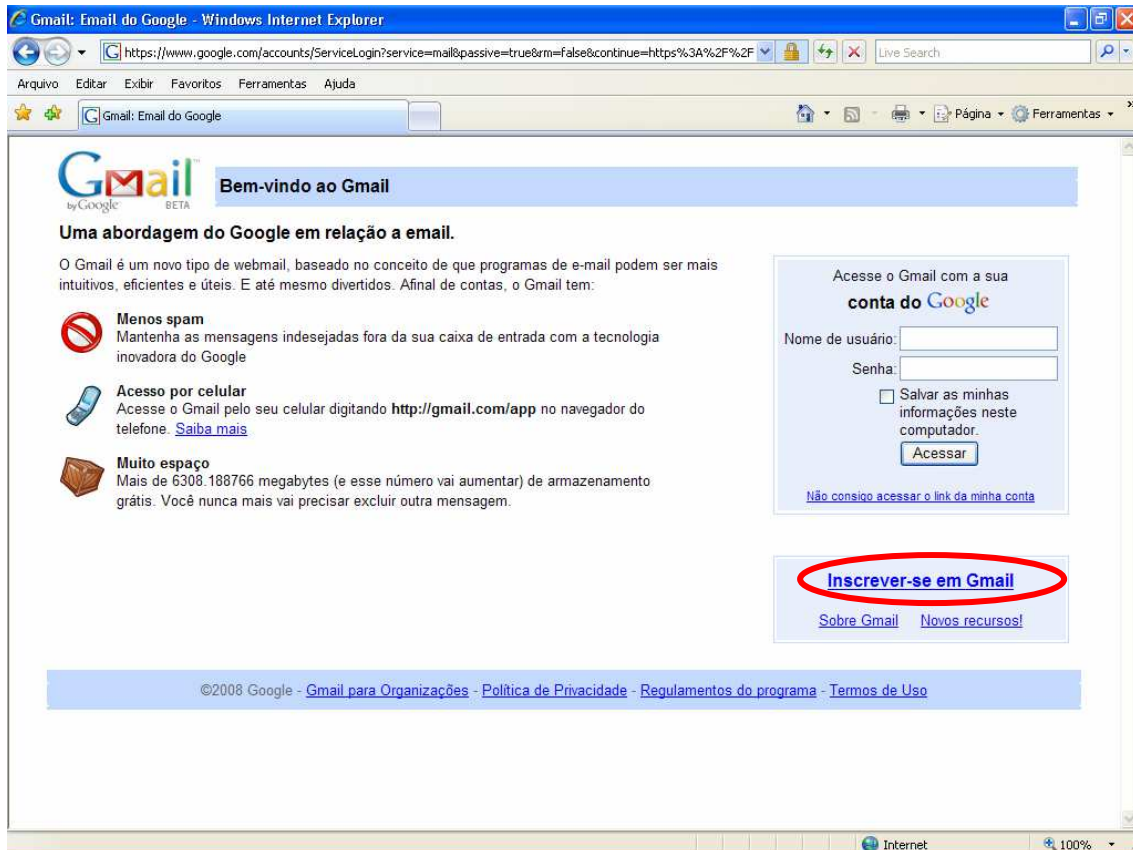 Gmail: Email do Google - Windows Internet Explorer
https://www.google.com/accounts/ServiceLogin?service=mail&passive=true&rm=false&continue=https%3A%2F%2F
Live Search
Arquivo Editar Exibir Favoritos Ferramentas Ajuda
Gmail: Email do Google
Página Ferramentas
Gmail
by Google BETA
Bem-vindo ao Gmail
Uma abordagem do Google em relação a email.
O Gmail é um novo tipo de webmail, baseado no conceito de que programas de e-mail podem ser mais
intuitivos, eficientes e úteis. E até mesmo divertidos. Afinal de contas, o Gmail tem:
Menos spam
Mantenha as mensagens indesejadas fora da sua caixa de entrada com a tecnologia
inovadora do Google
Acesso por celular
Acesse o Gmail pelo seu celular digitando http://gmail.com/app no navegador do
telefone. Saiba mais
Muito espaço
Mais de 6308.188766 megabytes (e esse número vai aumentar) de armazenamento
grátis. Você nunca mais vai precisar excluir outra mensagem.
Acesse o Gmail com a sua
conta do Google
Nome de usuário:
Senha:
Salvar as minhas
informações neste
computador.
Acessar
Não consigo acessar o link da minha conta
Inscrever-se em Gmail
Sobre Gmail Novos recursos!
©2008 Google - Gmail para Organizações - Política de Privacidade - Regulamentos do programa - Termos de Uso
Internet 100%